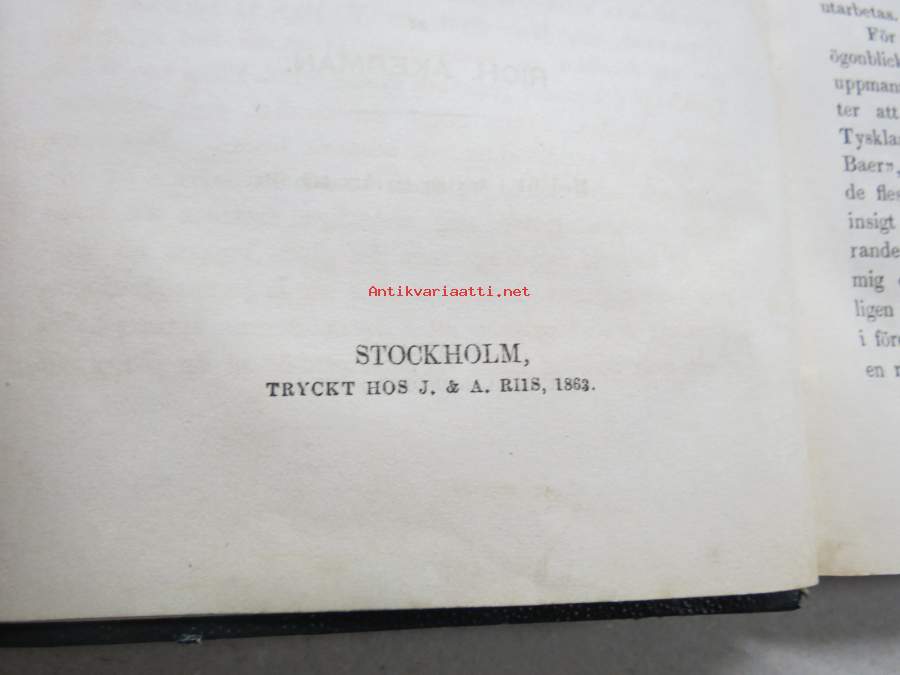 STOCKHOLM,
TRYCKT HOS J. & A. RIIS, 1863.
Antikvariaatti.net
utarbetas.
För
ögonblick
uppman
ter att
Tyskla
Baer»,
de fle
insigt
rande
mig
ligen
i för
en